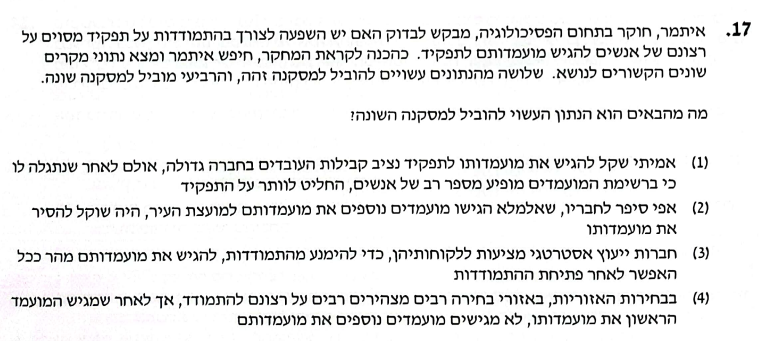 17. איתמר, חוקר בתחום הפסיכולוגיה, מבקש לבדוק האם יש השפעה לצורך בהתמודדות על תפקיד מסוים על
רצונם של אנשים להגיש מועמדותם לתפקיד. כהכנה לקראת המחקר, חיפש איתמר ומצא נתוני מקרים
שונים הקשורים לנושא. שלושה מהנתונים עשויים להוביל למסקנה זהה, והרביעי מוביל למסקנה שונה.
מה מהבאים הוא הנתון העשוי להוביל למסקנה השונה?
(1) אמיתי שקל להגיש את מועמדותו לתפקיד נציב קבילות העובדים בחברה גדולה, אולם לאחר שנתגלה לו
כי ברשימת המועמדים מופיע מספר רב של אנשים, החליט לוותר על התפקיד
(2) אפי סיפר לחבריו, שאלמלא הגישו מועמדים נוספים את מועמדותם למועצת העיר, היה שוקל להסיר
את מועמדותו
(3) חברות ייעוץ אסטרטגי מציעות ללקוחותיהן, כדי להימנע מהתמודדות, להגיש את מועמדותם מהר ככל
האפשר לאחר פתיחת ההתמודדות
(4) בבחירות האזוריות, באזורי בחירה רבים מצהירים רבים על רצונם להתמודד, אך לאחר שמגיש המועמד
הראשון את מועמדותו, לא מגישים מועמדים נוספים את מועמדותם